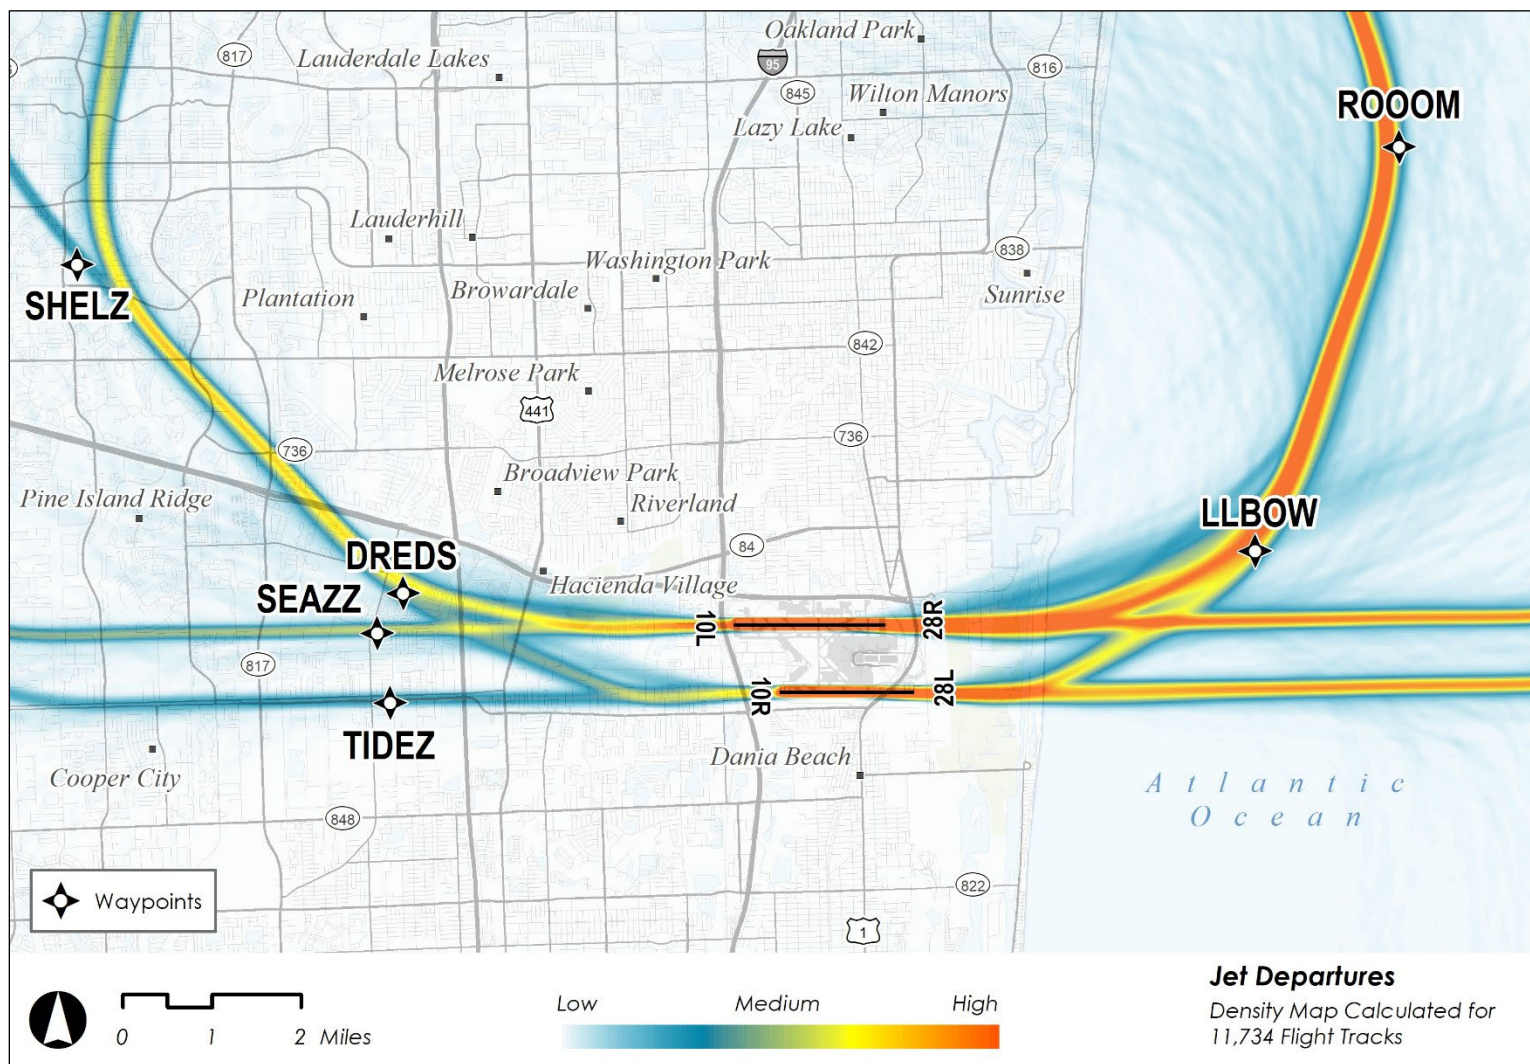 Oakland Park
817
Lauderdale Lakes
95
816
845
Wilton Manors
ROOOM
Lazy Lake
Lauderhill
838
Washington Park
SHELZ
Plantation
Browardale
Sunrise
842
Melrose Park
441
736
736
Broadview Park
Pine Island Ridge
Riverland
LLBOW
84
DREDS
Hacienda Village
SEAZZ
10L
28R
817
10R
28L
TIDEZ
Dania Beach
Cooper City
Atlantic
Ocean
848
822
Waypoints
1
Jet Departures
Low Medium High
Density Map Calculated for
11,734 Flight Tracks
0 1 2 Miles